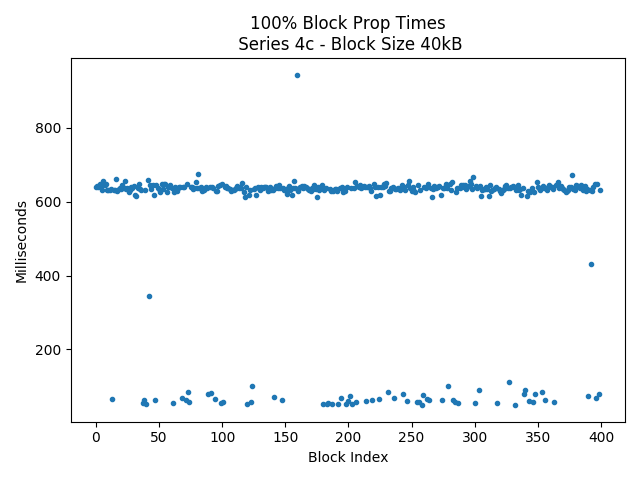 100% Block Prop Times
Series 4c - Block Size 40kB
Milliseconds
800
600
400
200
0 50 100 150 200 250 300 350 400
Block Index